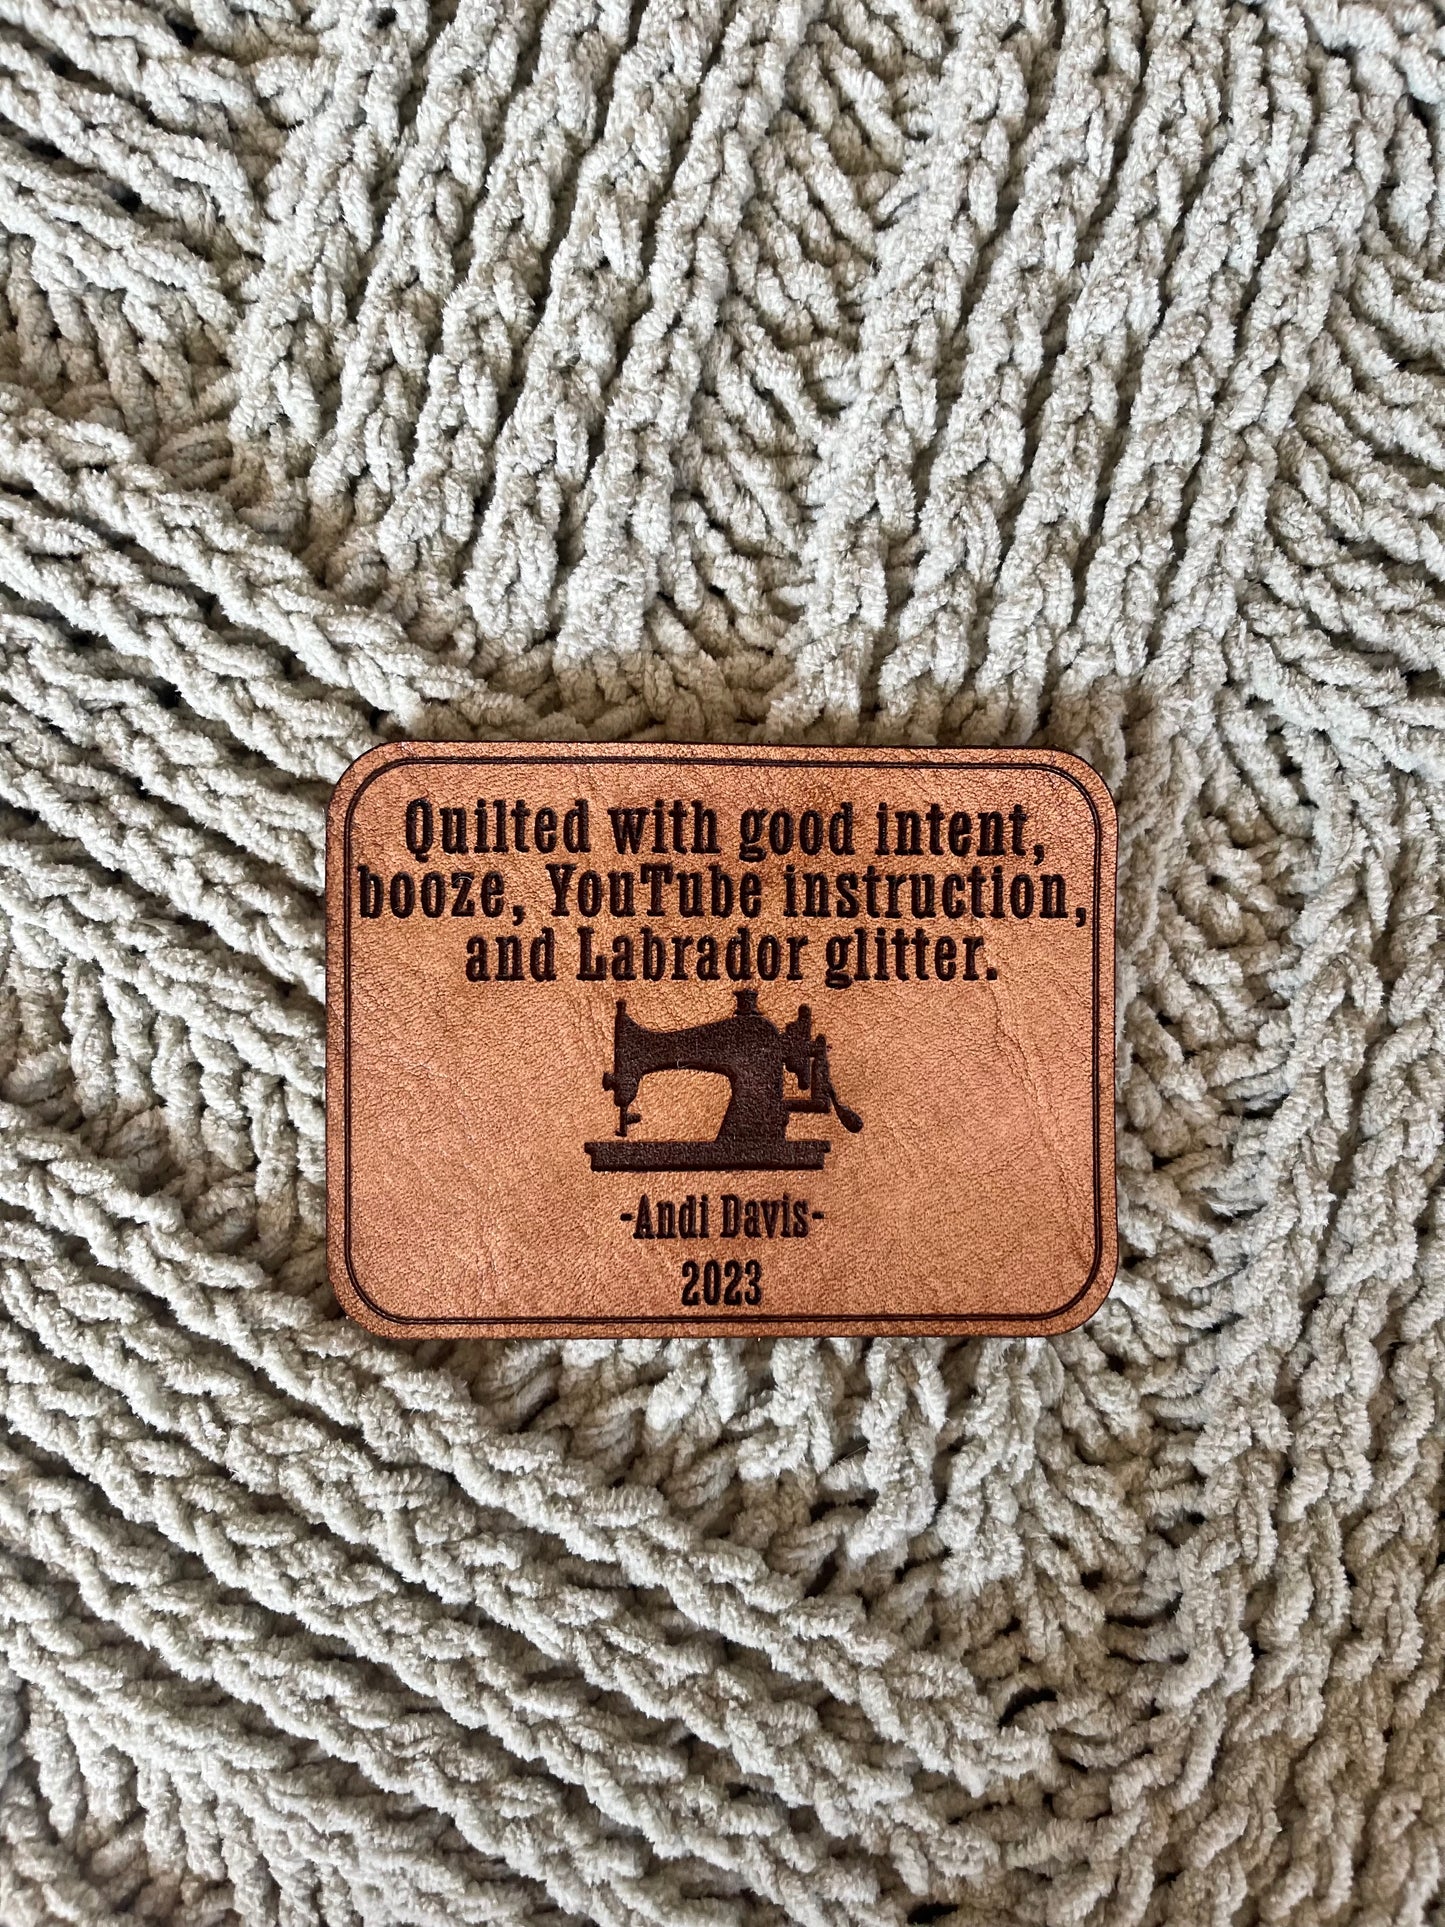 Quilted with good intent,
booze, YouTube instruction,
and Labrador glitter.
-Andi Davis-
2023